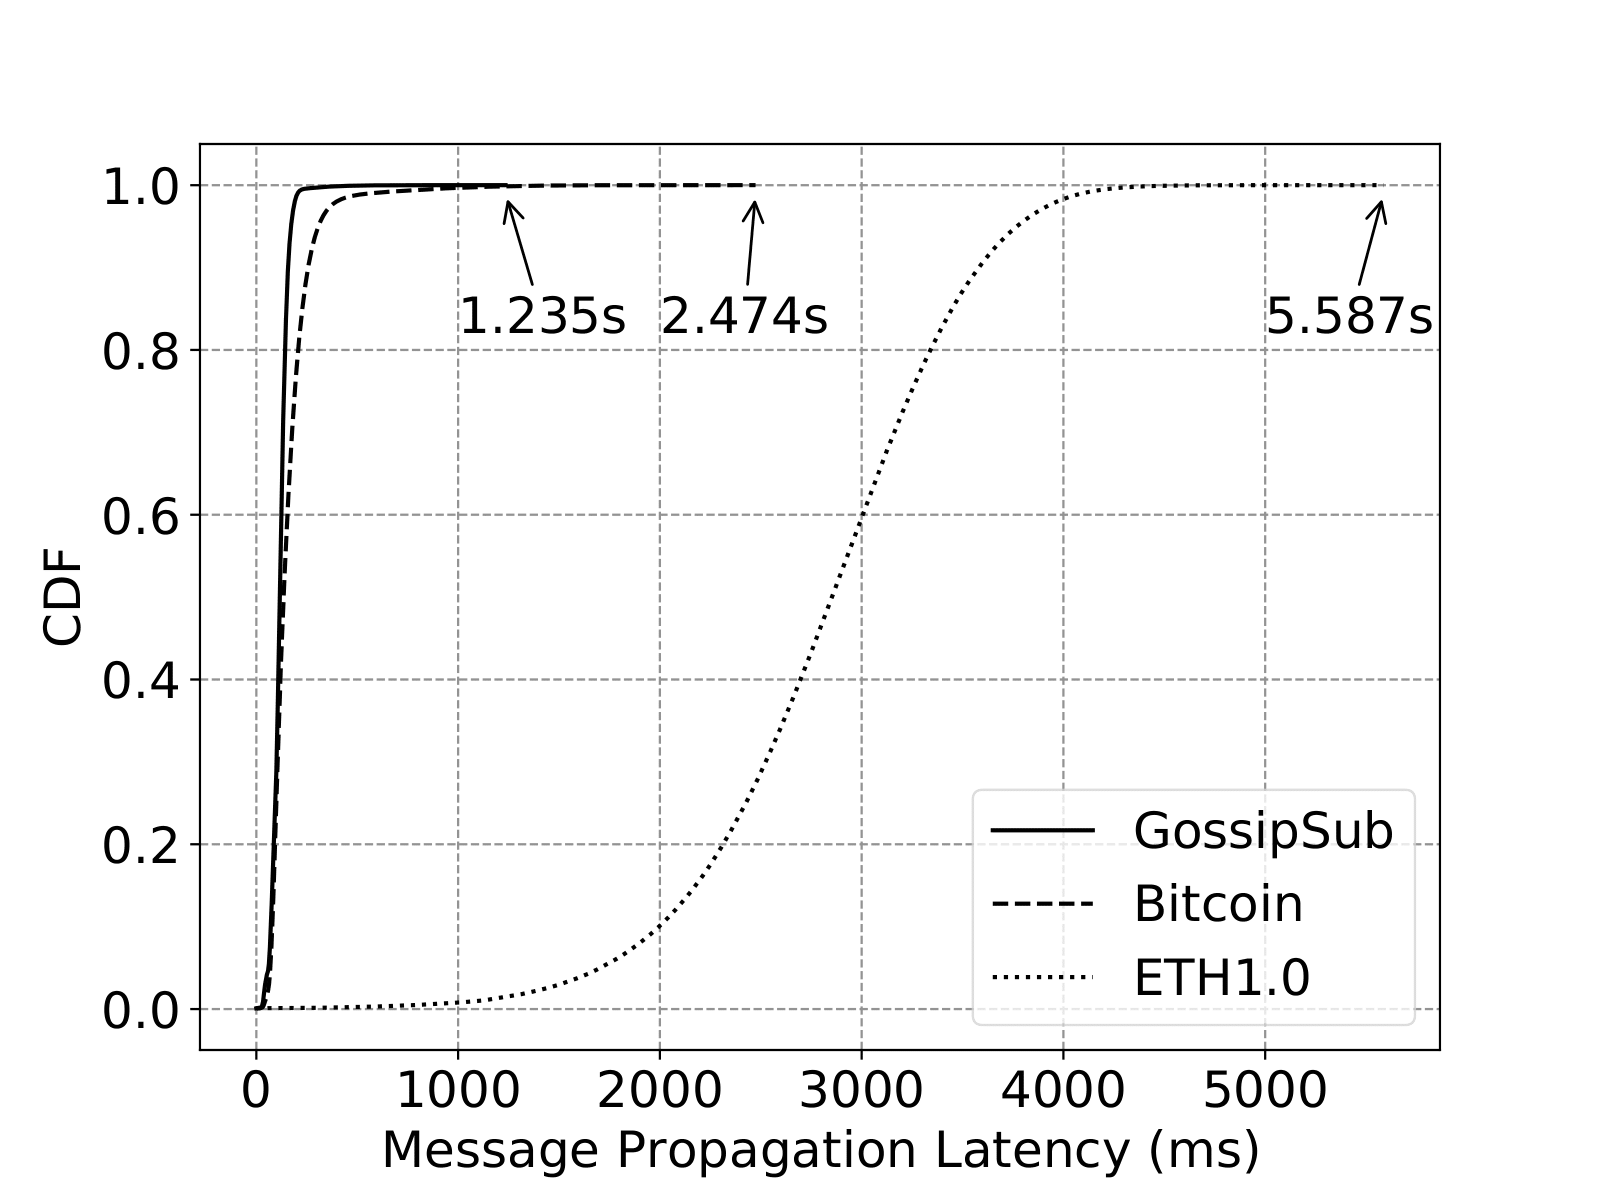 1.0
0.8
0.6
0.4
0.2
0.0
CDF
1.235s
2.474s
5.587s
GossipSub
Bitcoin
ETH1.0
0 1000 2000 3000 4000 5000
Message Propagation Latency (ms)